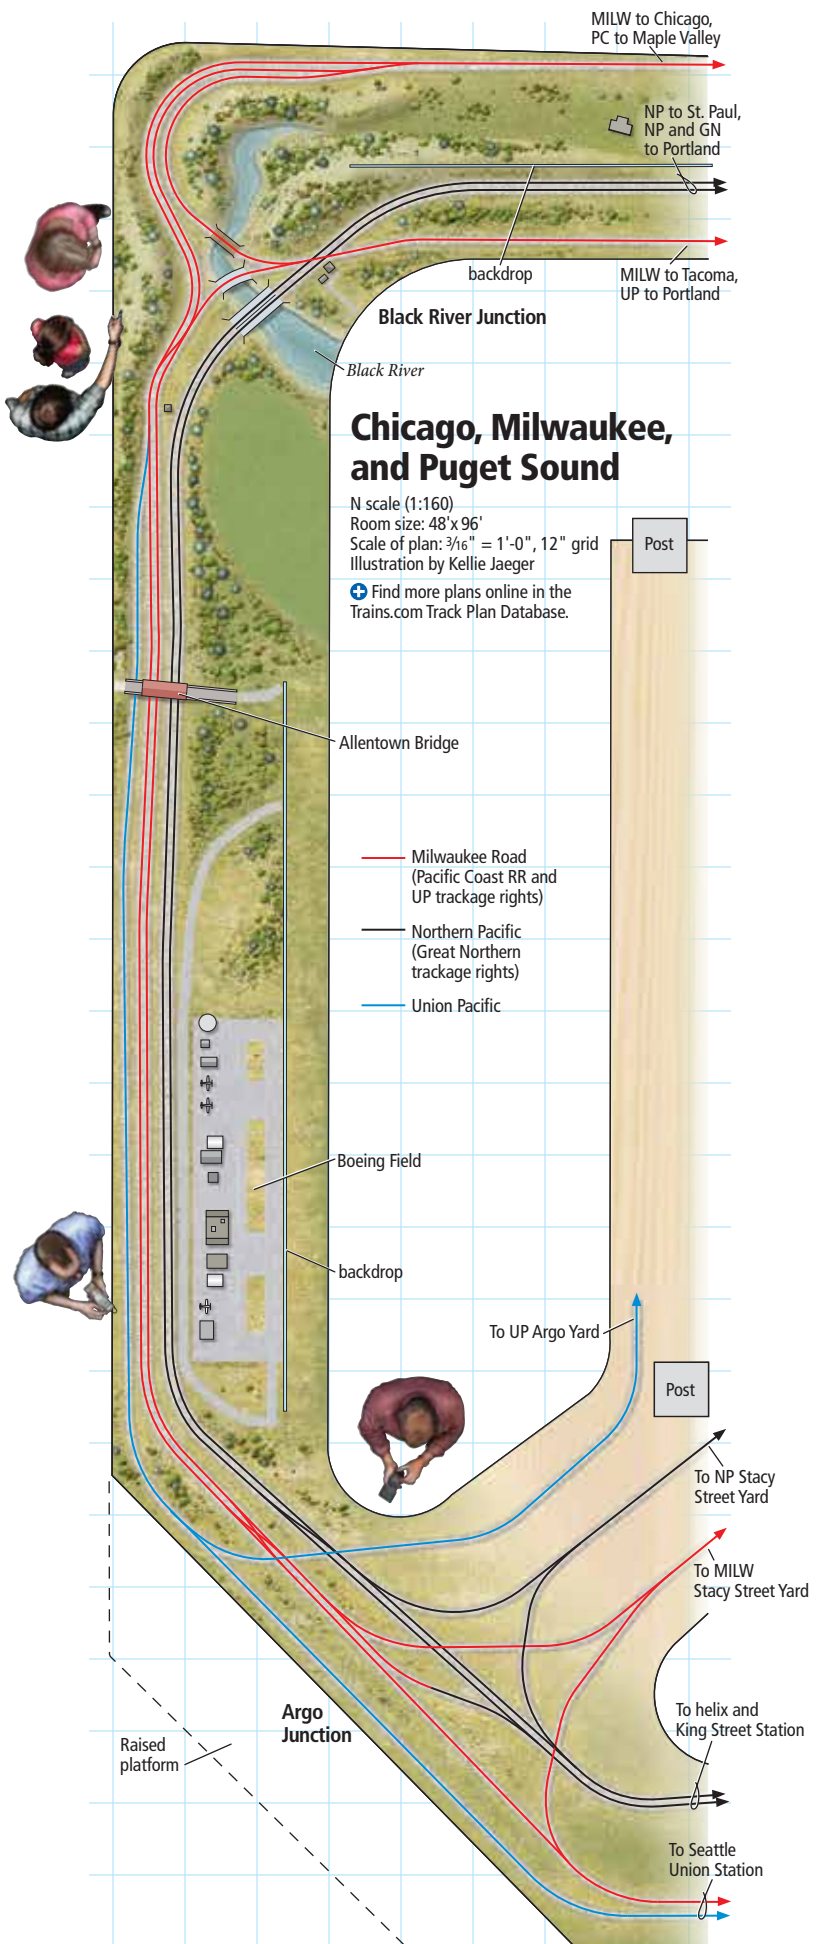 MILW to Chicago,
PC to Maple Valley
NP to St. Paul,
NP and GN
to Portland
backdrop
MILW to Tacoma,
UP to Portland
Black River Junction
Black River
Chicago, Milwaukee,
and Puget Sound
N scale (1:160)
Room size: 48'x 96'
Scale of plan: 3/16" = 1'-0", 12" grid
Illustration by Kellie Jaeger
Find more plans online in the
Trains.com Track Plan Database.
Post
Allentown Bridge
Milwaukee Road
(Pacific Coast RR and
UP trackage rights)
Northern Pacific
(Great Northern
trackage rights)
Union Pacific
Boeing Field
backdrop
To UP Argo Yard
Post
To NP Stacy
Street Yard
To MILW
Stacy Street Yard
Argo
Junction
To helix and
King Street Station
Raised
platform
To Seattle
Union Station